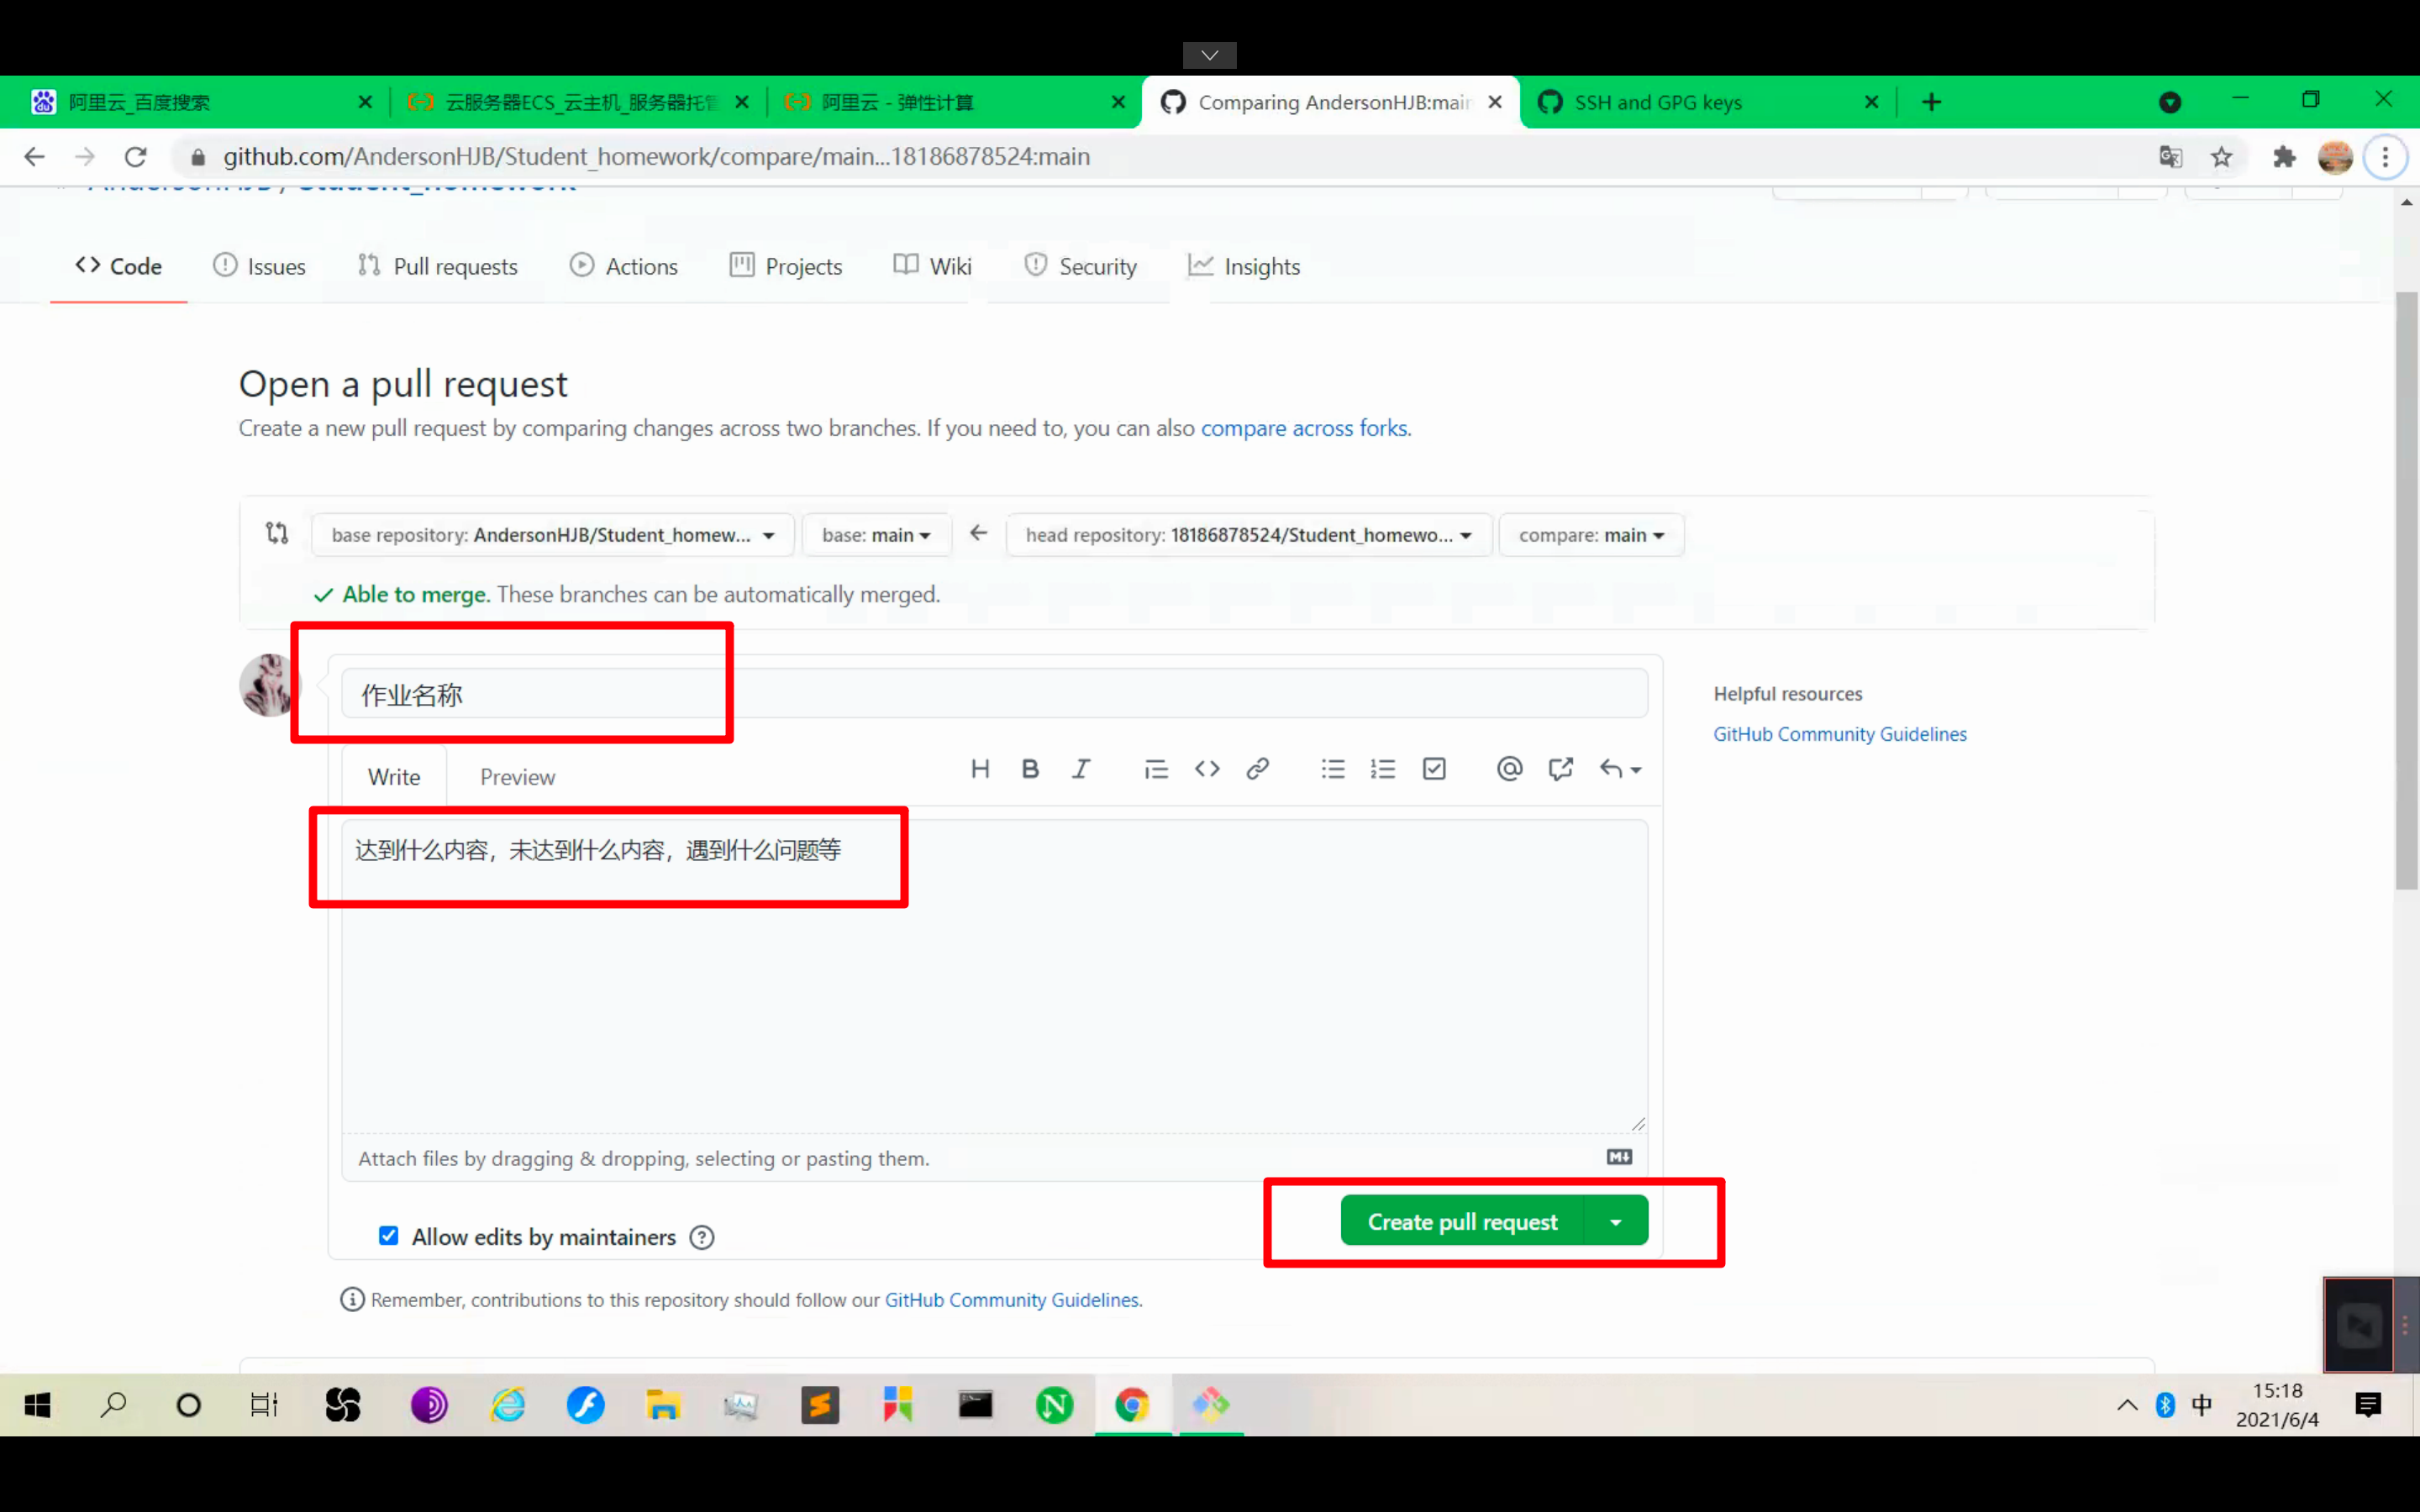 阿里云_百度搜索
云服务器ECS_云主机_服务器托管
阿里云 - 弹性计算
Comparing AndersonHJB:main
SSH and GPG keys
github.com/AndersonHJB/Student_homework/compare/main...18186878524:main
AndersonHJB / Student_homework
Code
Issues
Pull requests
Actions
Projects
Wiki
Security
Insights
Open a pull request
Create a new pull request by comparing changes across two branches. If you need to, you can also compare across forks.
base repository: AndersonHJB/Student_homew...
base: main
head repository: 18186878524/Student_homewo...
compare: main
Able to merge. These branches can be automatically merged.
作业名称
Helpful resources
GitHub Community Guidelines
Write
Preview
达到什么内容，未达到什么内容，遇到什么问题等
Attach files by dragging & dropping, selecting or pasting them.
Create pull request
Allow edits by maintainers
Remember, contributions to this repository should follow our GitHub Community Guidelines.
中
15:18
2021/6/4